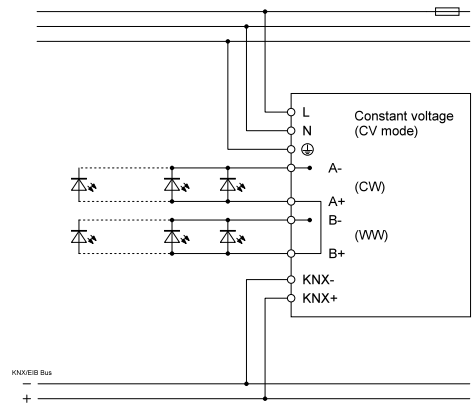 L
Constant voltage
N
(CV mode)
A-
(CW)
A+
B-
(WW)
B+
KNX-
KNX+
KNX/EIB Bus
−
+